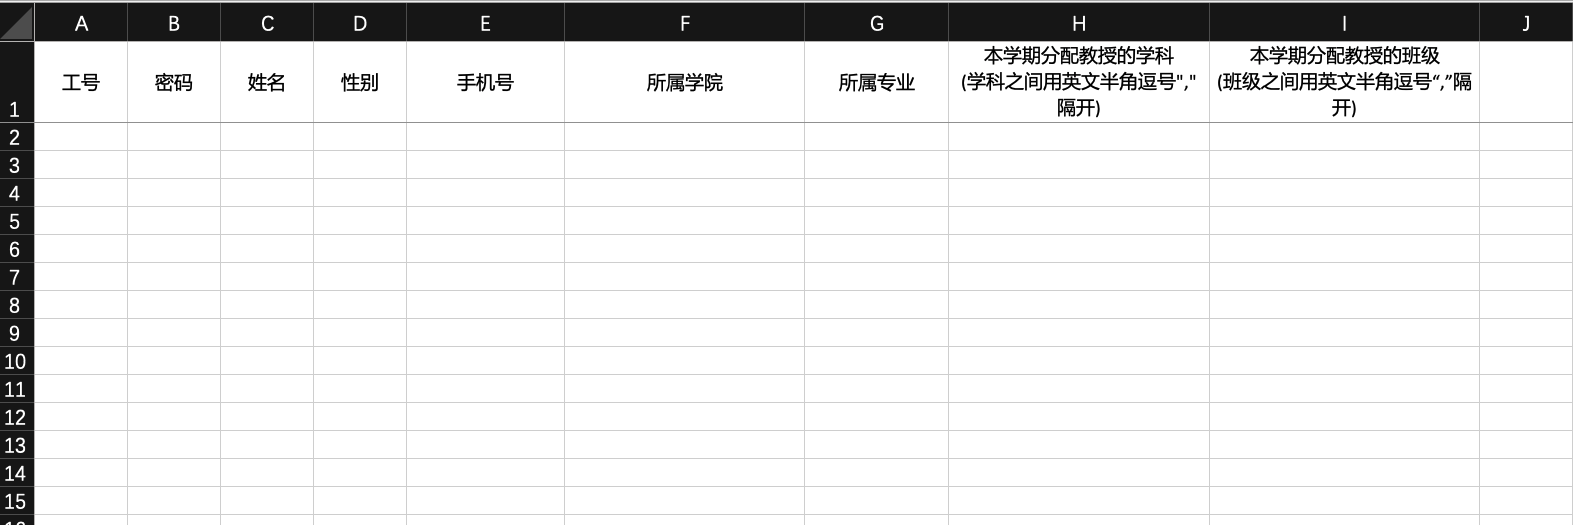 A B C D E F G H I J
工号 密码 姓名 性别 手机号 所属学院 所属专业
本学期分配教授的学科
(学科之间用英文半角逗号","
隔开)
本学期分配教授的班级
(班级之间用英文半角逗号“,”隔
开)
1
2
3
4
5
6
7
8
9
10
11
12
13
14
15